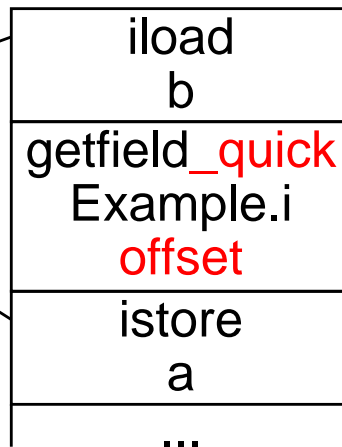 iload
b
getfield_quick
Example.i
offset
istore
a
...